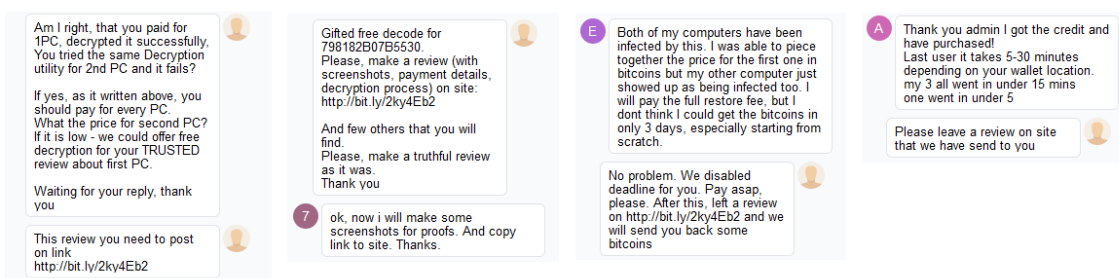 Am I right, that you paid for
1PC, decrypted it successfully,
You tried the same Decryption
utility for 2nd PC and it fails?
If yes, as it written above, you
should pay for every PC.
What the price for second PC?
If it is low - we could offer free
decryption for your TRUSTED
review about first PC.
Waiting for your reply, thank
you
This review you need to post
on link
http://bit.ly/2ky4Eb2
Gifted free decode for
798182B07B5530.
Please, make a review (with
screenshots, payment details,
decryption process) on site:
http://bit.ly/2ky4Eb2
And few others that you will
find.
Please, make a truthful review
as it was.
Thank you
7
ok, now i will make some
screenshots for proofs. And copy
link to site. Thanks.
E
Both of my computers have been
infected by this. I was able to piece
together the price for the first one in
bitcoins but my other computer just
showed up as being infected too. I
will pay the full restore fee, but I
dont think I could get the bitcoins in
only 3 days, especially starting from
scratch.
No problem. We disabled
deadline for you. Pay asap,
please. After this, left a review
on http://bit.ly/2ky4Eb2 and we
will send you back some
bitcoins
A
Thank you admin I got the credit and
have purchased!
Last user it takes 5-30 minutes
depending on your wallet location.
my 3 all went in under 15 mins
one went in under 5
Please leave a review on site
that we have send to you